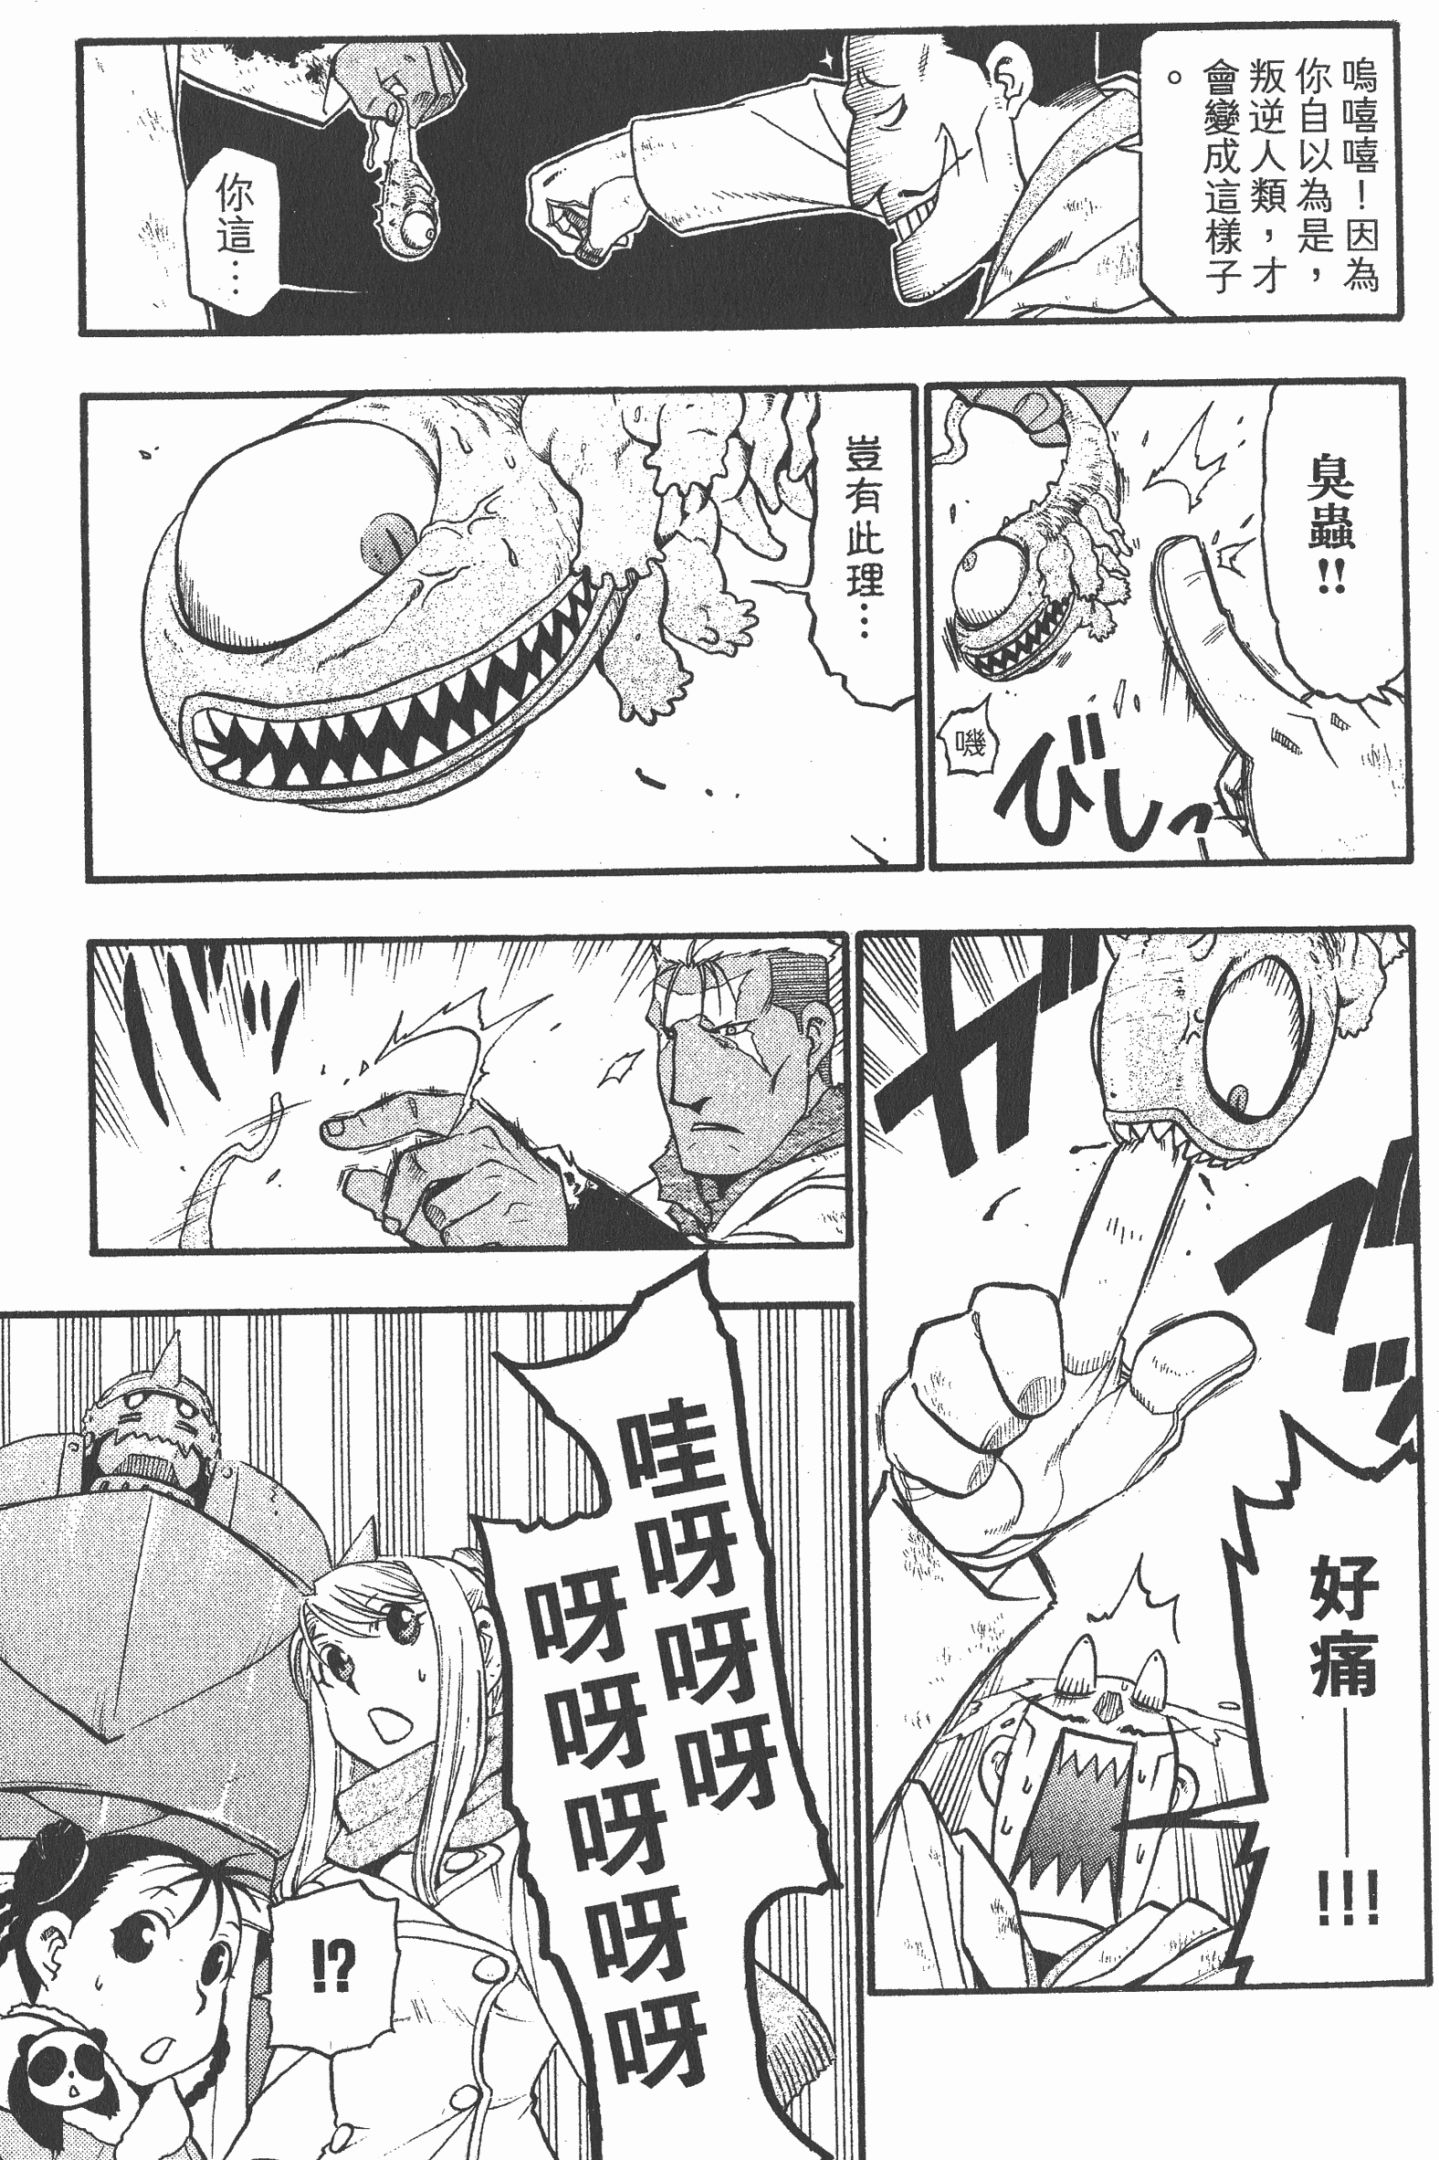 嗚嘻嘻！因為
你自以為是，
叛逆人類，才
會變成這樣子
。
你這…
臭蟲!!
嘰
びしっ
豈有此理…
ガブッ
好痛——!!!
哇呀呀呀
呀呀呀呀呀
!?